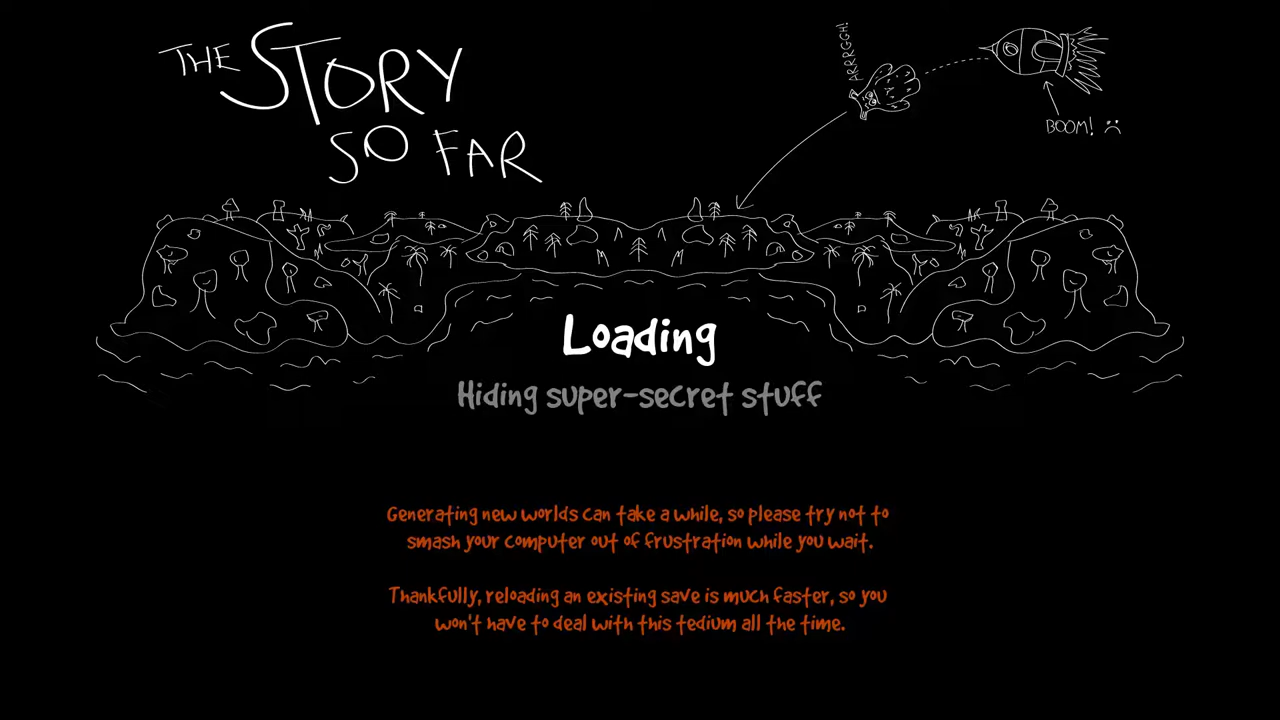 THE STORY
SO FAR
ARRRGGH!
BOOM! :(
Loading
Hiding super-secret stuff
Generating new worlds can take a while, so please try not to
smash your computer out of frustration while you wait.
Thankfully, reloading an existing save is much faster, so you
won't have to deal with this tedium all the time.